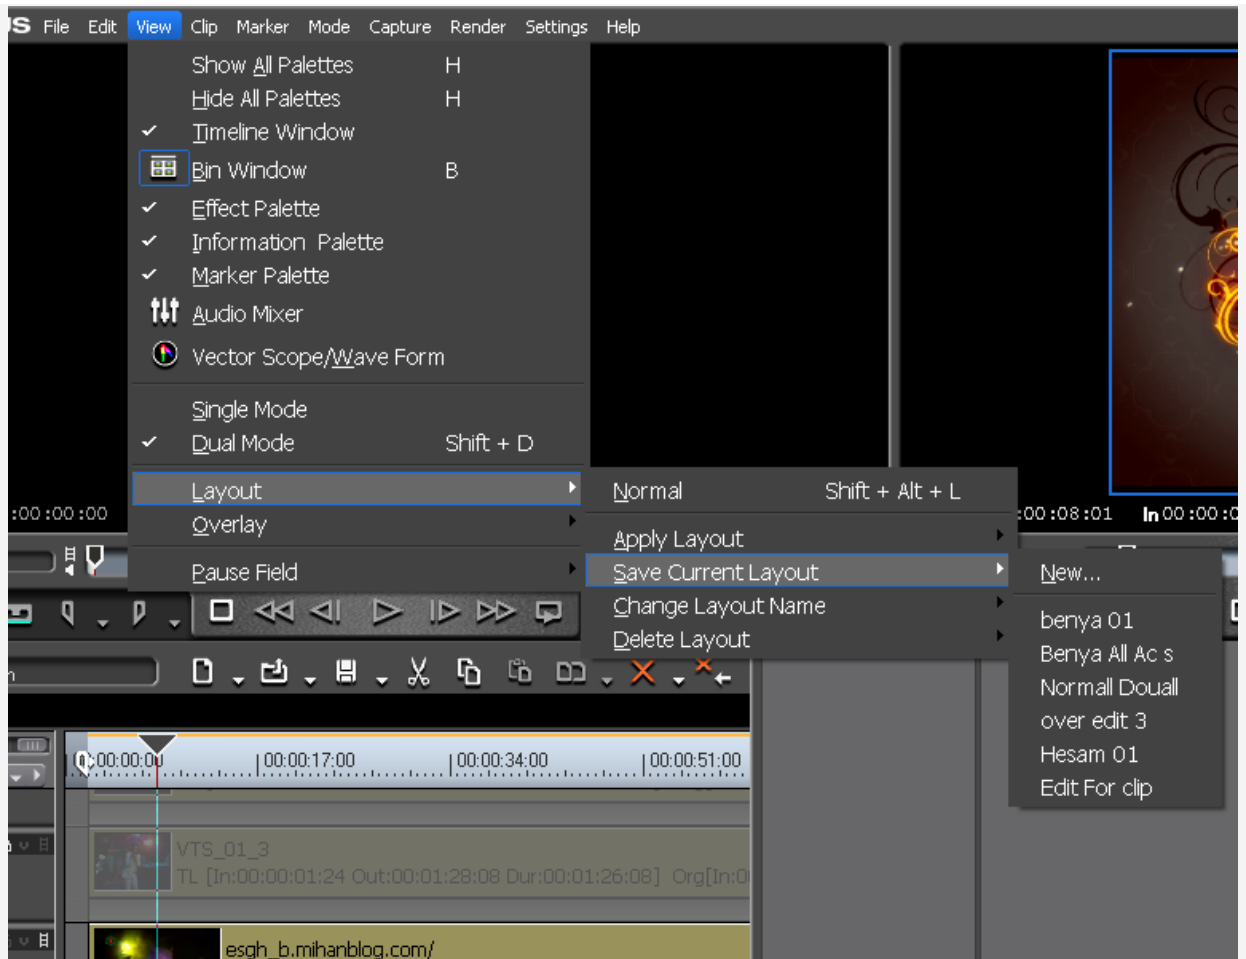 US File Edit View Clip Marker Mode Capture Render Settings Help
Show All Palettes H
Hide All Palettes H
Timeline Window
Bin Window B
Effect Palette
Information Palette
Marker Palette
Audio Mixer
Vector Scope/Wave Form
Single Mode
Dual Mode Shift + D
Layout
Overlay
Pause Field
Normal Shift + Alt + L
Apply Layout
Save Current Layout
Change Layout Name
Delete Layout
New...
benya 01
Benya All Ac s
Normall Douall
over edit 3
Hesam 01
Edit For clip
:00:00:00
:00:08:01 In 00:00:0
00:00:00 00:00:17:00 00:00:34:00 00:00:51:00
VTS_01_3
TL [In:00:00:01:24 Out:00:01:28:08 Dur:00:01:26:08] Org[In:0
esgh_b.mihanblog.com/